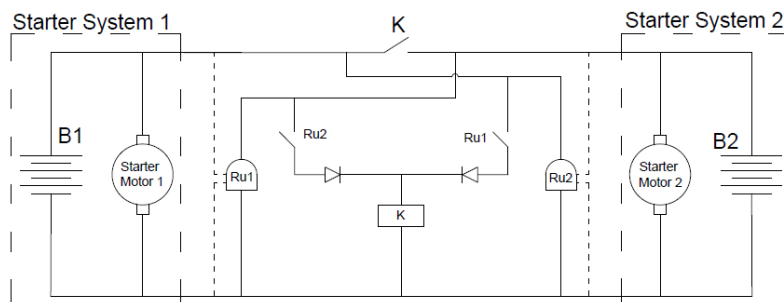 Starter System 1
K
Starter System 2
B1
Starter
Motor 1
Ru1
Ru2
K
Ru1
Ru2
Starter
Motor 2
B2